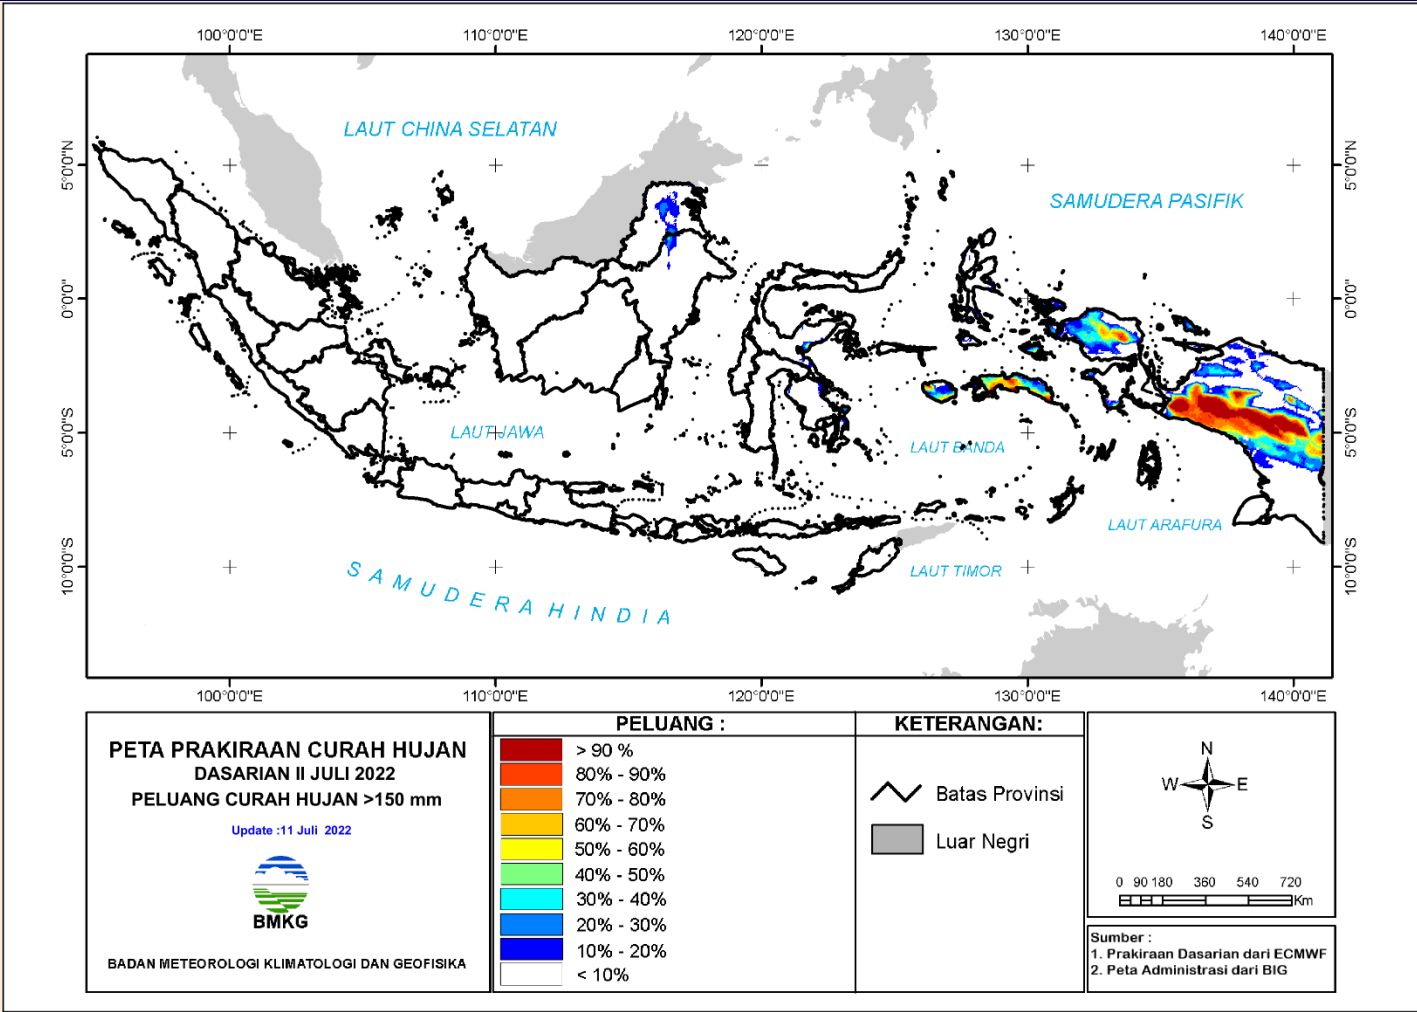 100°0'0"E 110°0'0"E 120°0'0"E 130°0'0"E 140°0'0"E
LAUT CHINA SELATAN
5°0'0"N 5°0'0"N
SAMUDERA PASIFIK
0°0'0" 0°0'0"
5°0'0"S 5°0'0"S
LAUT JAWA
LAUT BANDA
LAUT ARAFURA
10°0'0"S 10°0'0"S
LAUT TIMOR
SAMUDERA HINDIA
100°0'0"E 110°0'0"E 120°0'0"E 130°0'0"E 140°0'0"E
PETA PRAKIRAAN CURAH HUJAN
DASARIAN II JULI 2022
PELUANG CURAH HUJAN >150 mm
Update :11 Juli 2022
BMKG
BADAN METEOROLOGI KLIMATOLOGI DAN GEOFISIKA
PELUANG :
> 90 %
80% - 90%
70% - 80%
60% - 70%
50% - 60%
40% - 50%
30% - 40%
20% - 30%
10% - 20%
< 10%
KETERANGAN:
Batas Provinsi
Luar Negri
N
W E
S
0 90 180 360 540 720
Km
Sumber :
1. Prakiraan Dasarian dari ECMWF
2. Peta Administrasi dari BIG